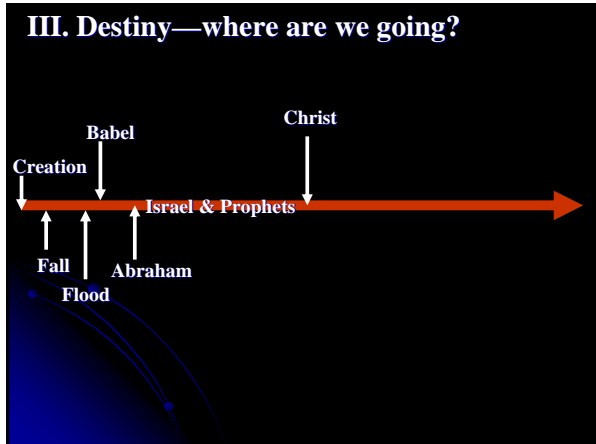 III. Destiny—where are we going?
Christ
Babel
Creation
Israel & Prophets
Fall
Abraham
Flood